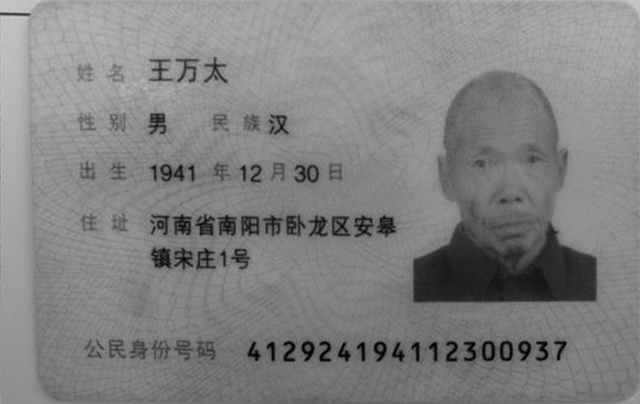 姓名 王万太
性别 男 民族 汉
出生 1941 年 12 月 30 日
住址 河南省南阳市卧龙区安皋
镇宋庄1号
公民身份号码 412924194112300937